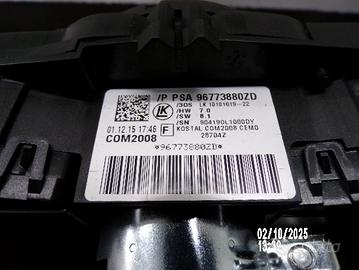 /P PSA 96773880ZD
/SOS LK 10101619-22
/HW 7.0
/SW 8.1
/SN 904190L1000DY
LK
01.12.15 17:46
F
KOSTAL COM2008 CEMO
COM2008
28704Z
*96773880ZD*
02/10/2025